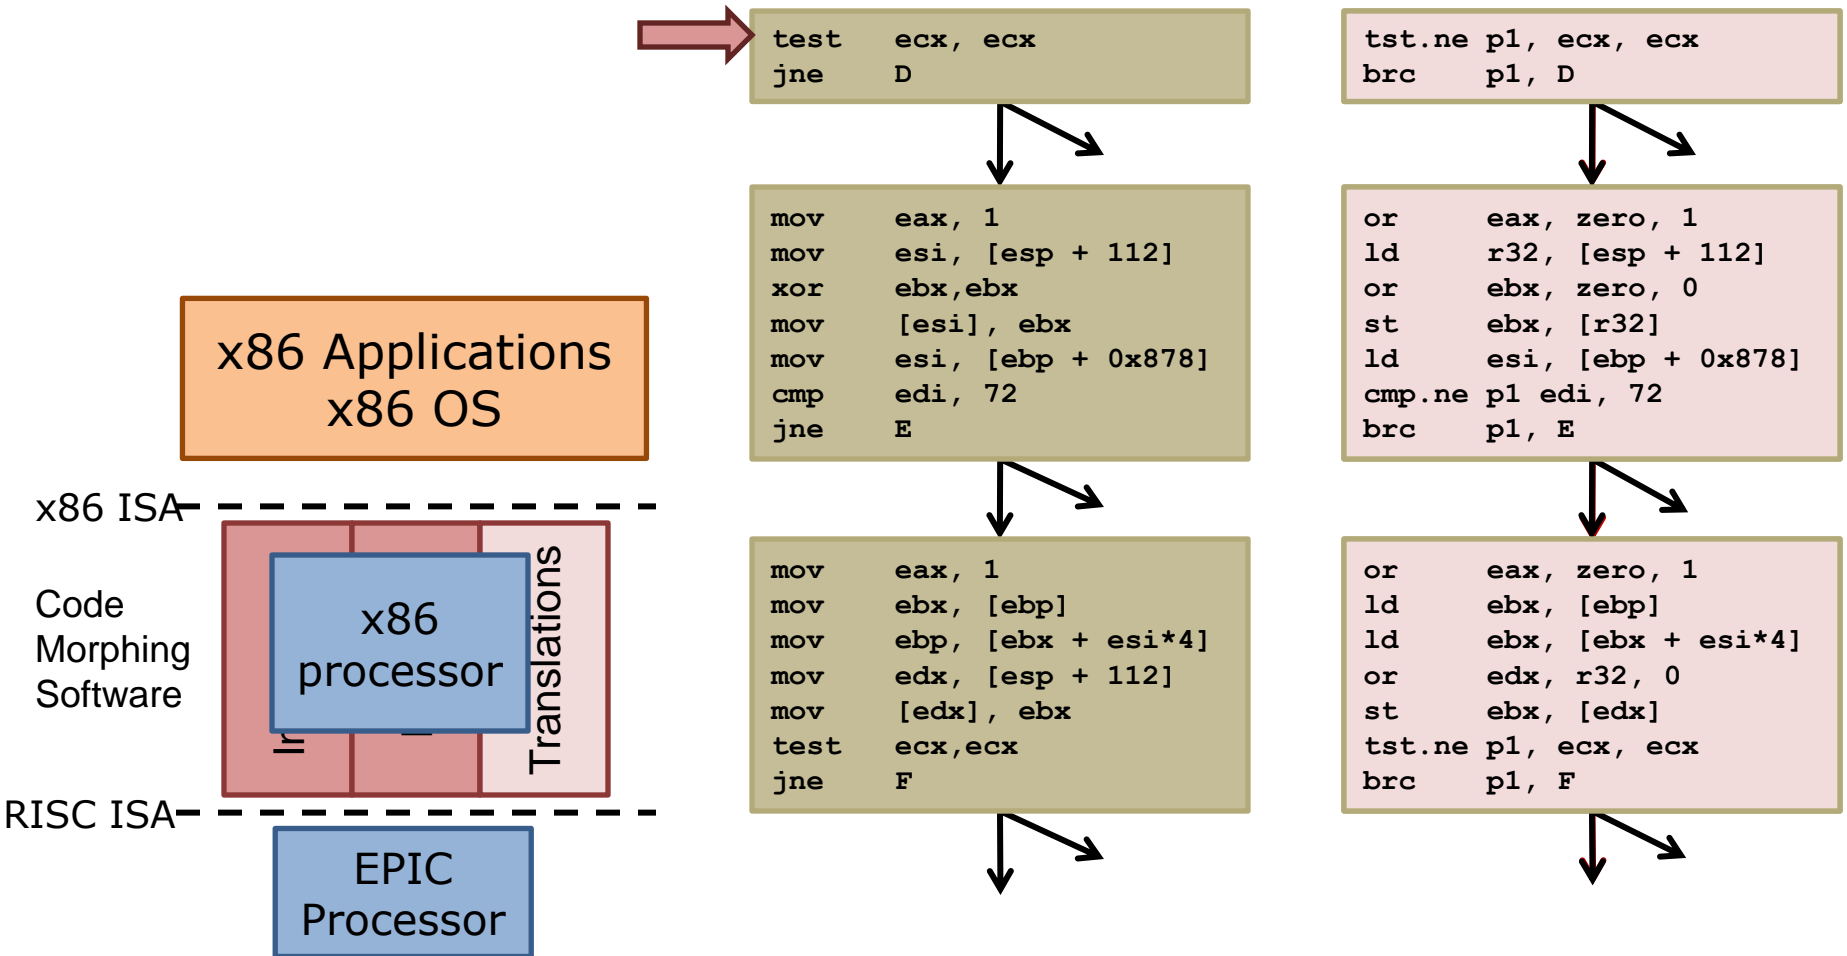 x86 Applications
x86 OS
x86 ISA
Code
Morphing
Software
x86
processor
Translations
RISC ISA
EPIC
Processor
test ecx, ecx
jne D
mov eax, 1
mov esi, [esp + 112]
xor ebx,ebx
mov [esi], ebx
mov esi, [ebp + 0x878]
cmp edi, 72
jne E
mov eax, 1
mov ebx, [ebp]
mov ebp, [ebx + esi*4]
mov edx, [esp + 112]
mov [edx], ebx
test ecx,ecx
jne F
tst.ne p1, ecx, ecx
brc p1, D
or eax, zero, 1
ld r32, [esp + 112]
or ebx, zero, 0
st ebx, [r32]
ld esi, [ebp + 0x878]
cmp.ne p1 edi, 72
brc p1, E
or eax, zero, 1
ld ebx, [ebp]
ld ebx, [ebx + esi*4]
or edx, r32, 0
st ebx, [edx]
tst.ne p1, ecx, ecx
brc p1, F